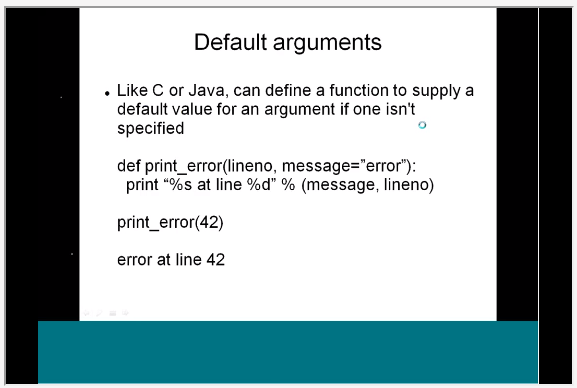 Default arguments
• Like C or Java, can define a function to supply a
default value for an argument if one isn't
specified
def print_error(lineno, message=”error”):
print “%s at line %d” % (message, lineno)
print_error(42)
error at line 42